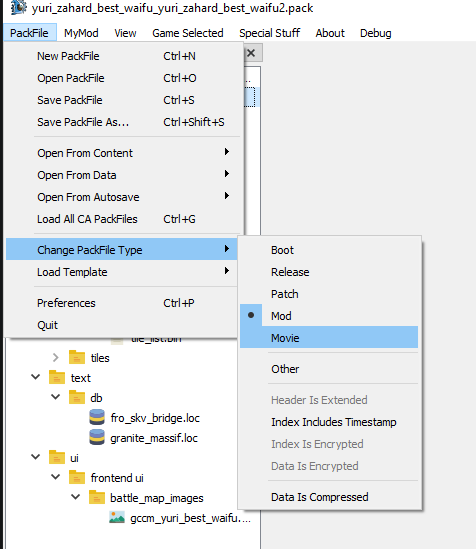 yuri_zahard_best_waifu_yuri_zahard_best_waifu2.pack
PackFile MyMod View Game Selected Special Stuff About Debug
New PackFile Ctrl+N
Open PackFile Ctrl+O
Save PackFile Ctrl+S
Save PackFile As... Ctrl+Shift+S
Open From Content
Open From Data
Open From Autosave
Load All CA PackFiles Ctrl+G
Change PackFile Type
Load Template
Preferences Ctrl+P
Quit
Boot
Release
Patch
Mod
Movie
Other
Header Is Extended
Index Includes Timestamp
Index Is Encrypted
Data Is Encrypted
Data Is Compressed
tile_list.bin
tiles
text
db
fro_skv_bridge.loc
granite_massif.loc
ui
frontend ui
battle_map_images
gccm_yuri_best_waifu....